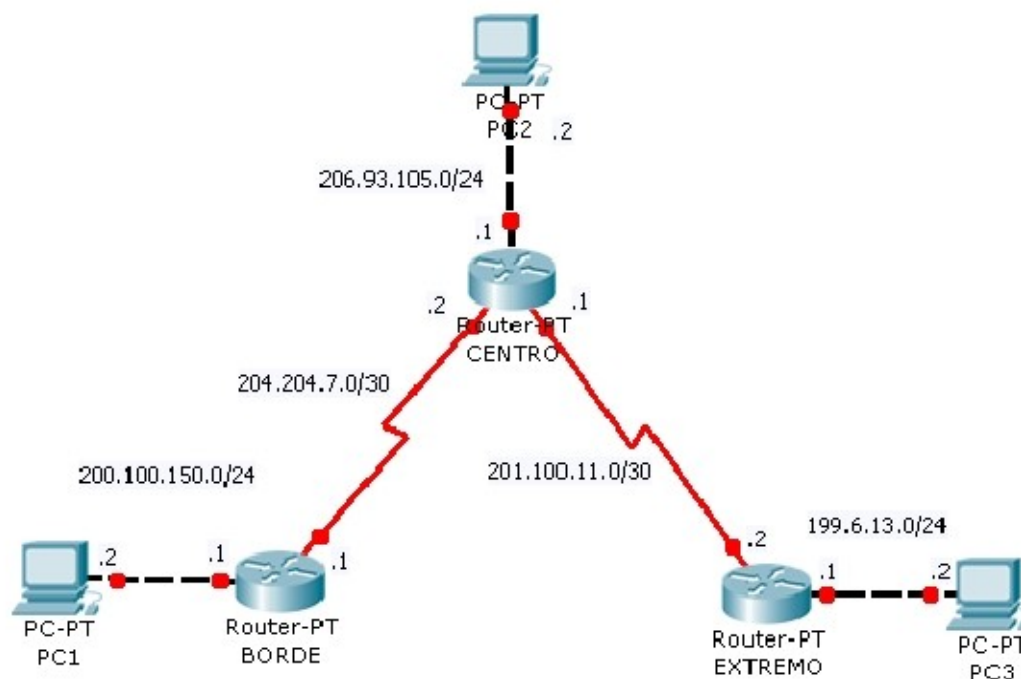 PC-PT
PC2
.2
206.93.105.0/24
.1
.2
.1
Router-PT
CENTRO
204.204.7.0/30
200.100.150.0/24
201.100.11.0/30
199.6.13.0/24
.2
.1
.1
.2
.1
.2
PC-PT
PC1
Router-PT
BORDE
Router-PT
EXTREMO
PC-PT
PC3